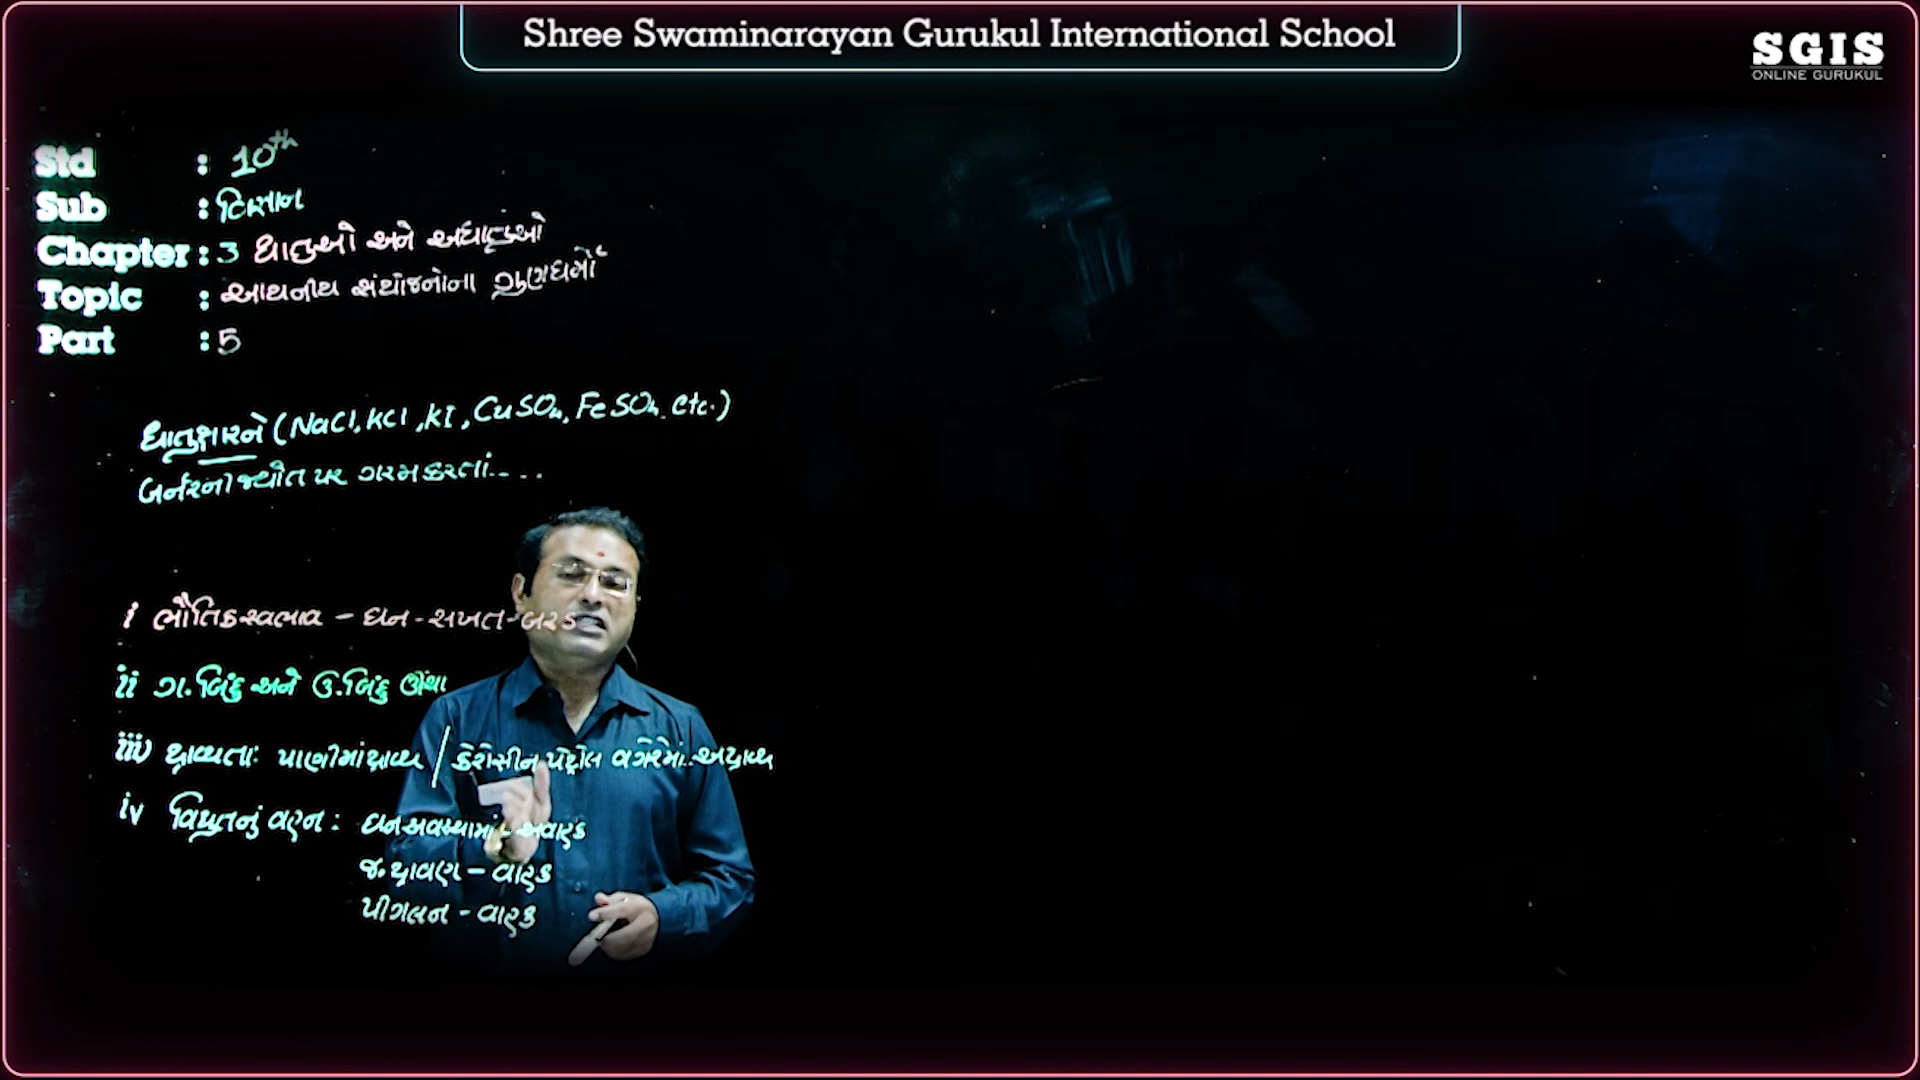 Shree Swaminarayan Gurukul International School
SGIS
ONLINE GURUKUL
Std : 10th
Sub : વિજ્ઞાન
Chapter : 3 ધાતુઓ અને અધાતુઓ
Topic : આયનીય સંયોજનોના ગુણધર્મો
Part : 5
ધાતુક્ષારને (NaCl, KCl, KI, CuSO4, FeSO4 etc.)
બર્નરની જ્યોત પર ગરમ કરતાં....
i ભૌતિક સ્વભાવ - ઘન - સખત - બરડ
ii ગ. બિંદુ અને ઉ. બિંદુ ઊંચા
iii દ્રાવ્યતા: પાણીમાં દ્રાવ્ય / કેરોસીન પેટ્રોલ વગેરેમાં અદ્રાવ્ય
iv વિદ્યુતનું વહન : ઘન અવસ્થામાં - અવાહક
જ. દ્રાવણ - વાહક
પીગલન - વાહક